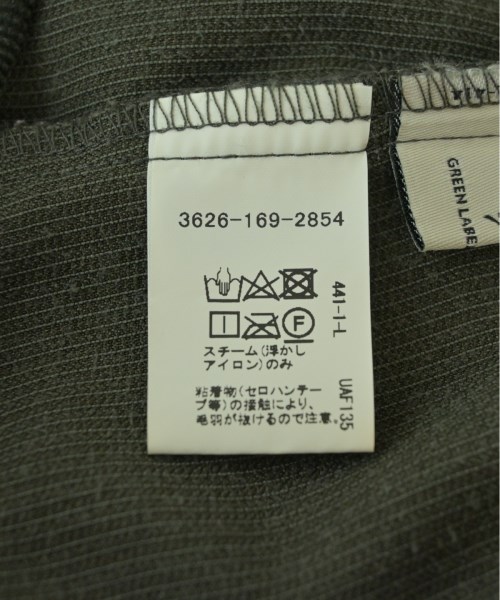 3626-169-2854
441-1-L
F
スチーム(浮かし
アイロン)のみ
粘着物(セロハンテー
プ等)の接触により、
毛羽が抜けるので注意。
UAF135
GREEN LABE